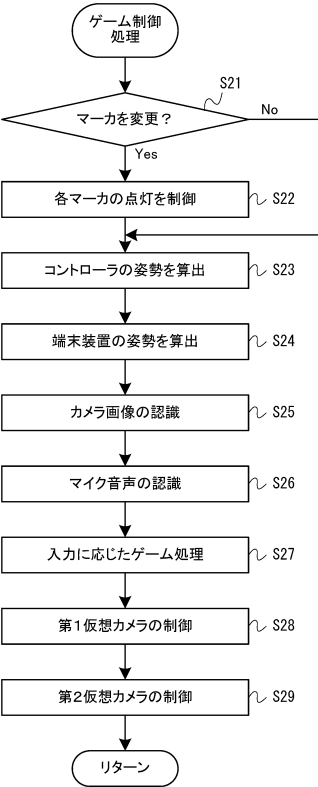 ゲーム制御
処理
S21
マーカを変更？
No
Yes
各マーカの点灯を制御
S22
コントローラの姿勢を算出
S23
端末装置の姿勢を算出
S24
カメラ画像の認識
S25
マイク音声の認識
S26
入力に応じたゲーム処理
S27
第１仮想カメラの制御
S28
第２仮想カメラの制御
S29
リターン